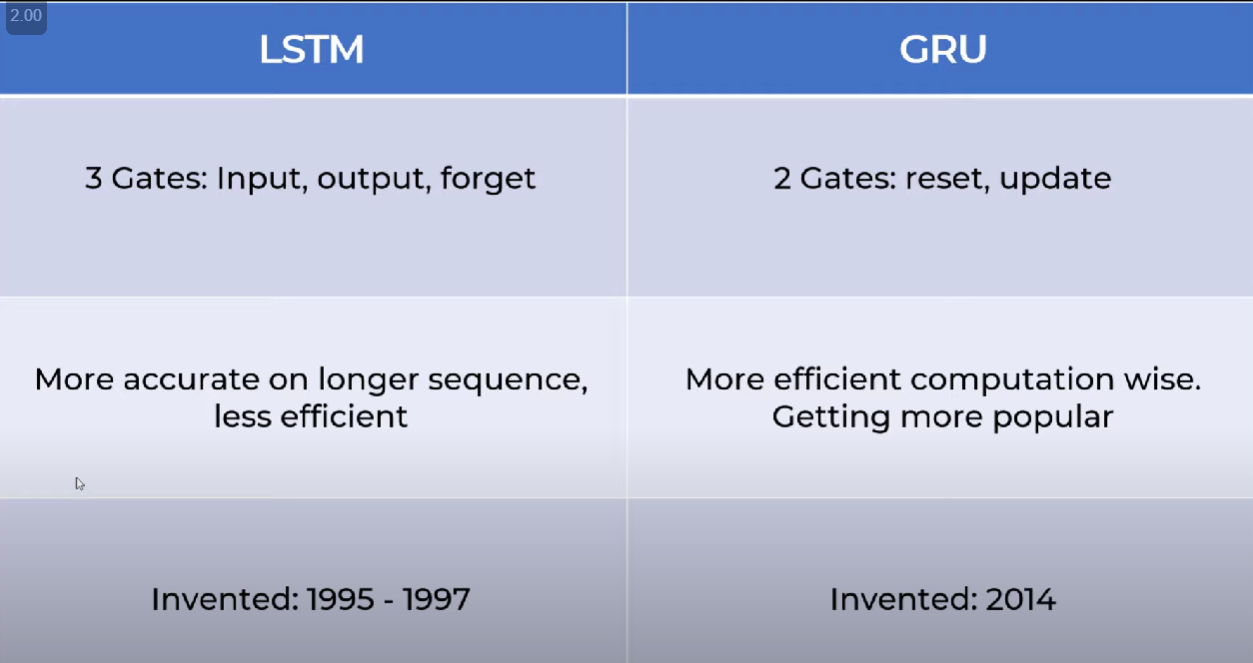 2.00
LSTM
GRU
3 Gates: Input, output, forget
2 Gates: reset, update
More accurate on longer sequence,
less efficient
More efficient computation wise.
Getting more popular
Invented: 1995 - 1997
Invented: 2014